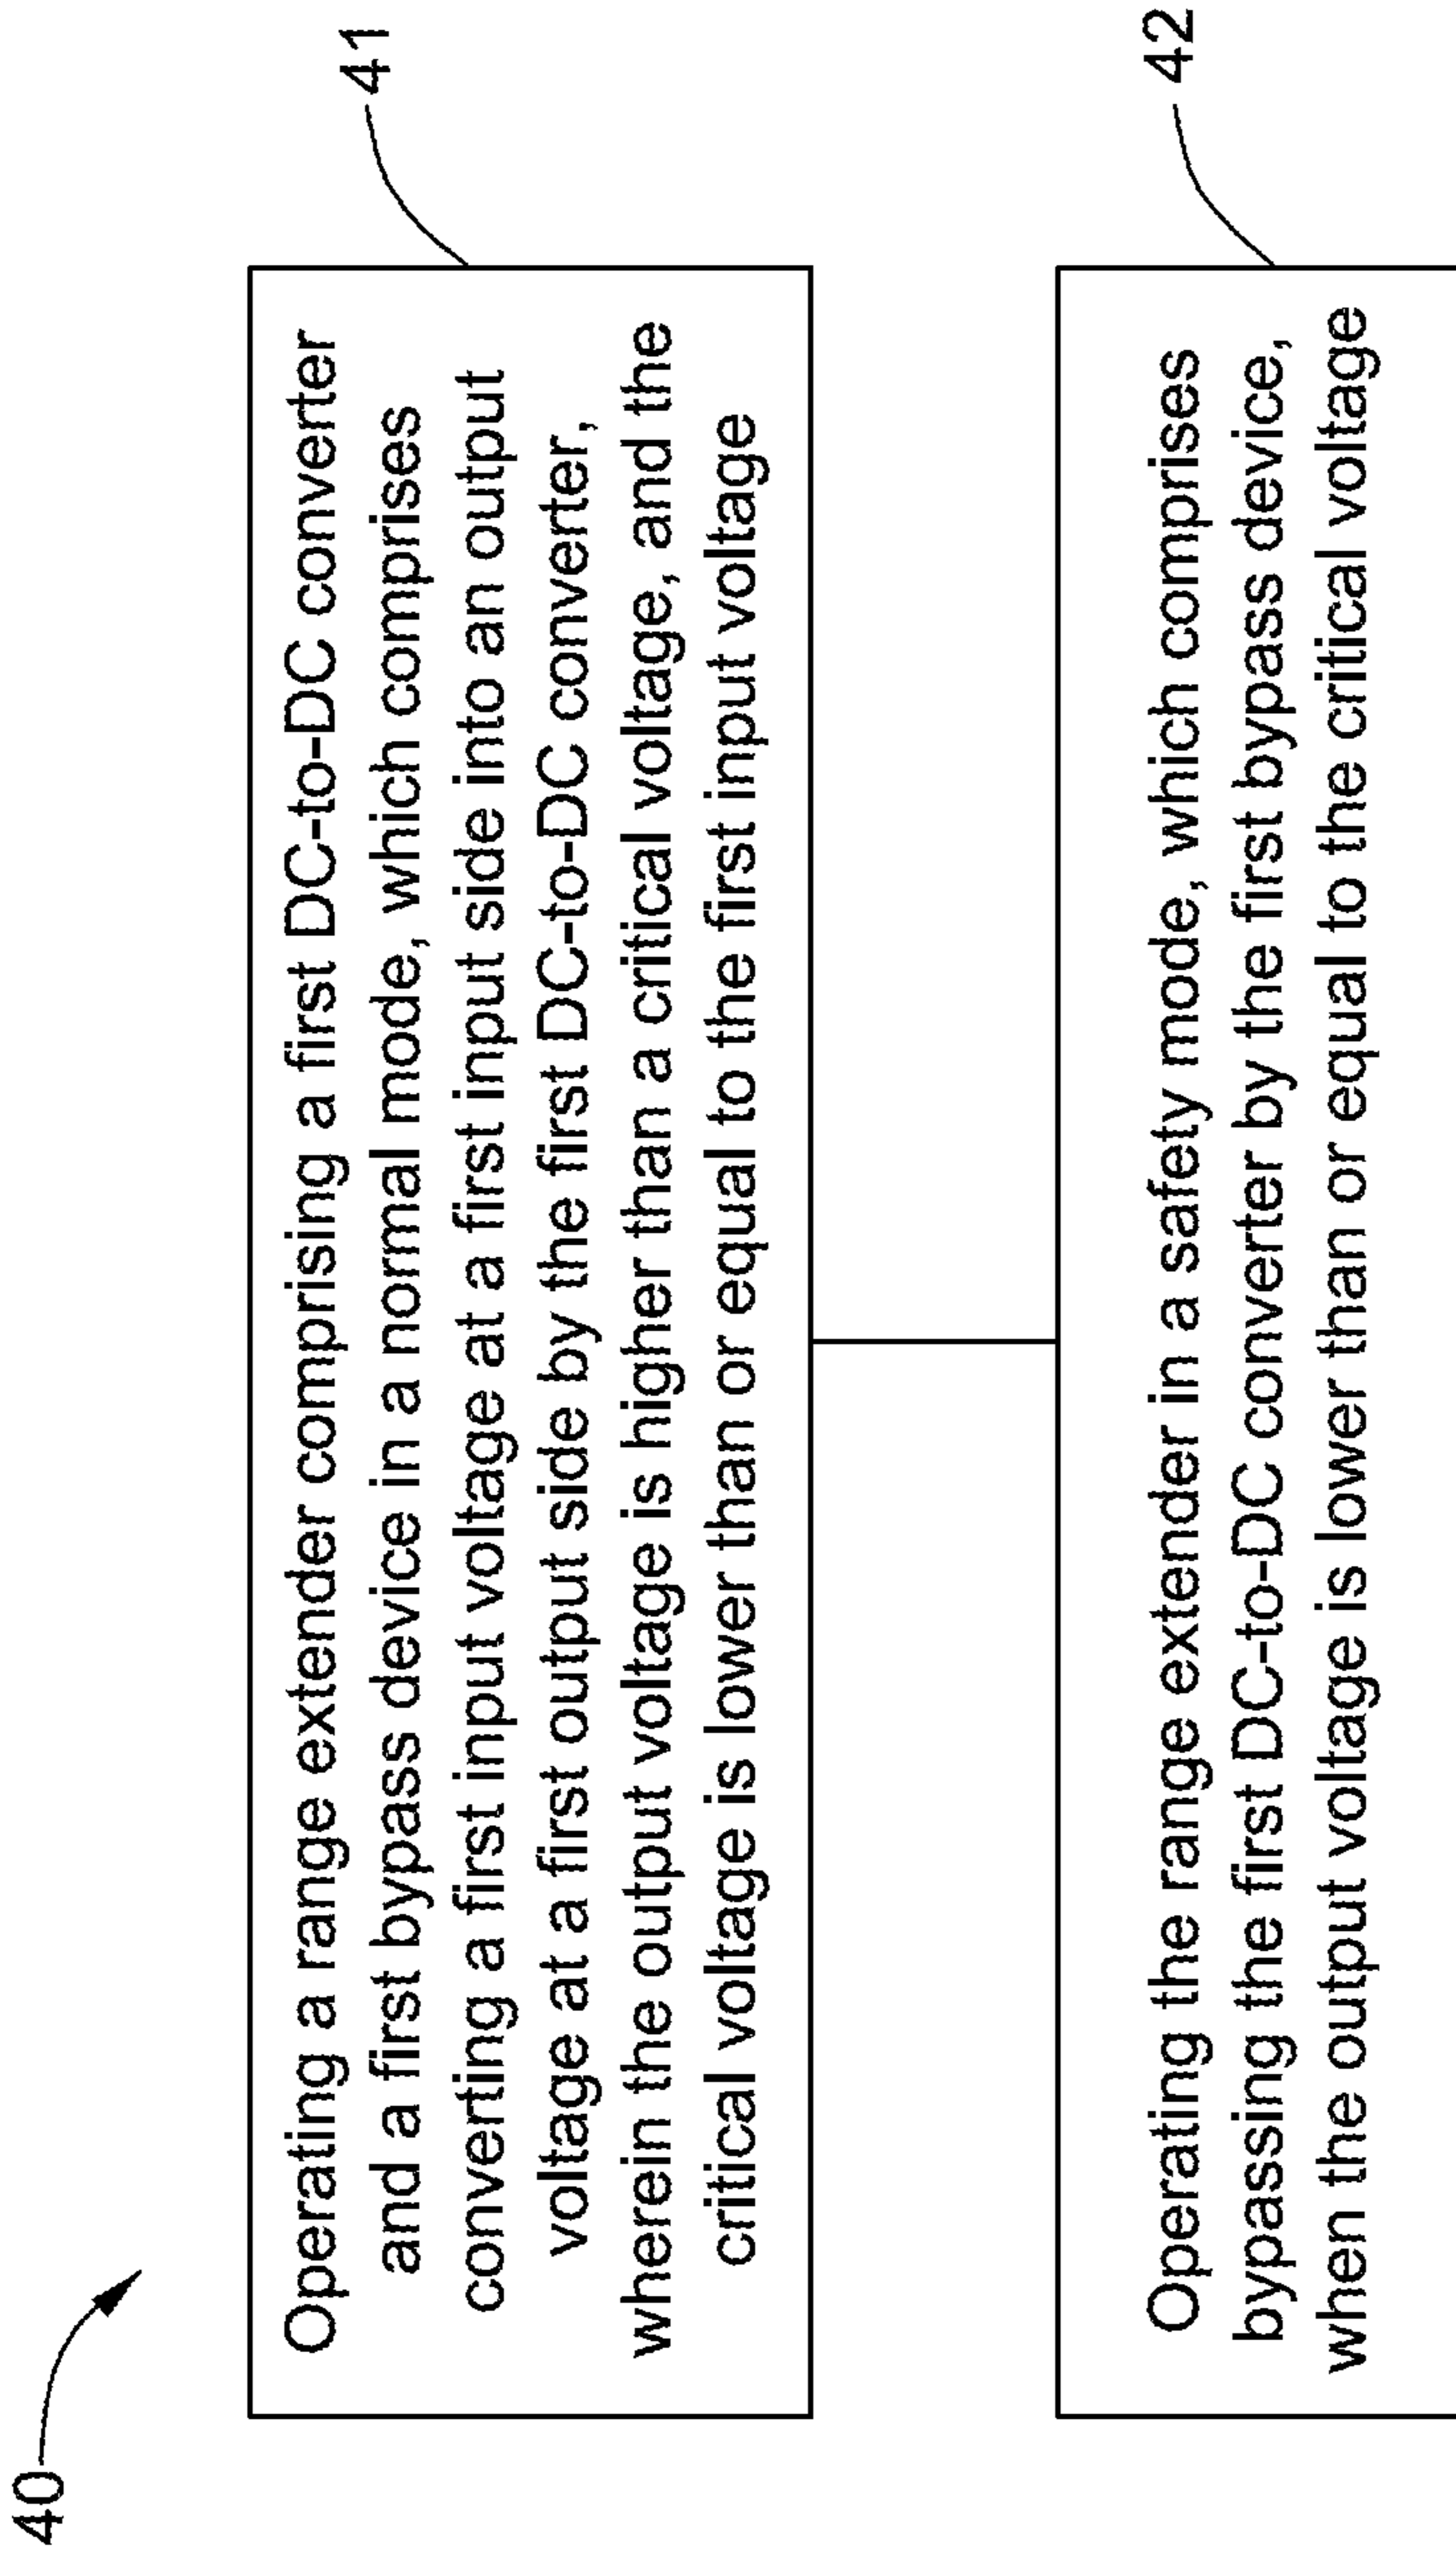 40
41
Operating a range extender comprising a first DC-to-DC converter
and a first bypass device in a normal mode, which comprises
converting a first input voltage at a first input side into an output
voltage at a first output side by the first DC-to-DC converter,
wherein the output voltage is higher than a critical voltage, and the
critical voltage is lower than or equal to the first input voltage
42
Operating the range extender in a safety mode, which comprises
bypassing the first DC-to-DC converter by the first bypass device,
when the output voltage is lower than or equal to the critical voltage